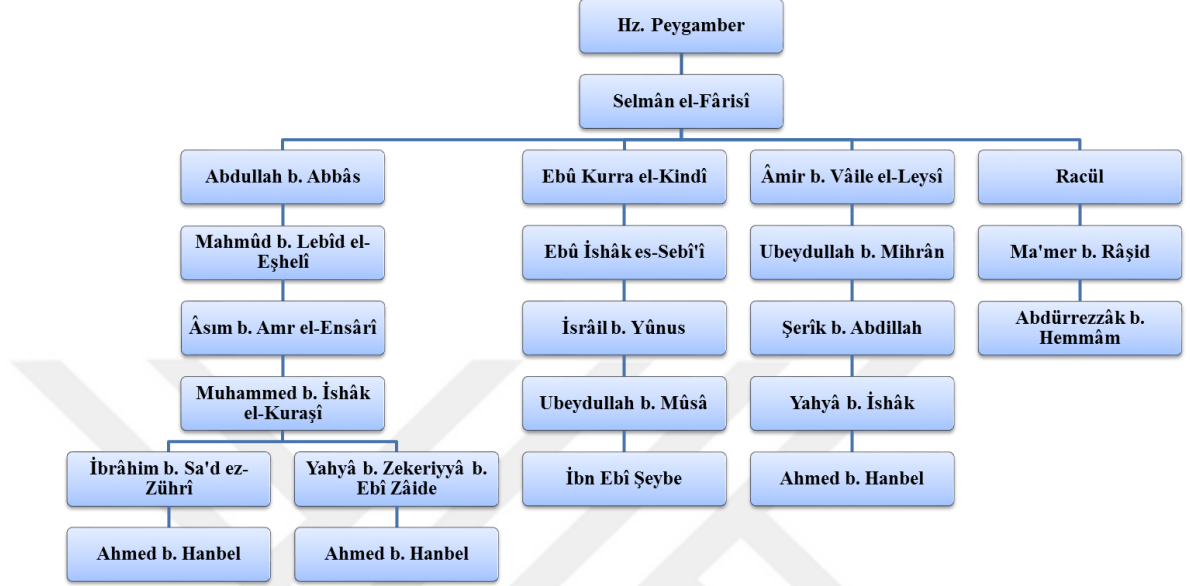 Hz. Peygamber
Selmân el-Fârisî
Abdullah b. Abbâs
Ebû Kurra el-Kindî
Âmir b. Vâile el-Leysî
Racül
Mahmûd b. Lebîd el-
Eşhelî
Ebû İshâk es-Sebî'î
Ubeydullah b. Mihrân
Ma'mer b. Râşid
Âsım b. Amr el-Ensârî
İsrâil b. Yûnus
Şerîk b. Abdillah
Abdürrezzâk b.
Hemmâm
Muhammed b. İshâk
el-Kuraşî
Ubeydullah b. Mûsâ
Yahyâ b. İshâk
İbrâhim b. Sa'd ez-
Zührî
Yahyâ b. Zekeriyyâ b.
Ebî Zâide
İbn Ebî Şeybe
Ahmed b. Hanbel
Ahmed b. Hanbel
Ahmed b. Hanbel